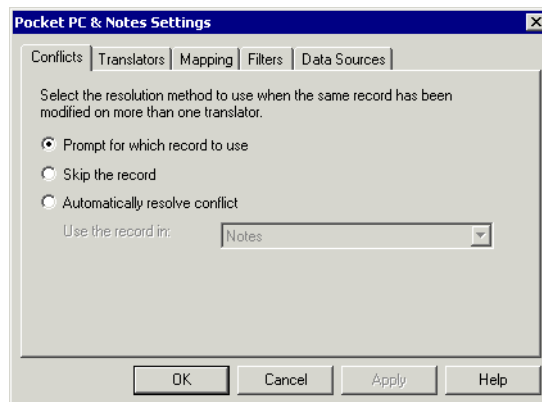 Pocket PC & Notes Settings
Conflicts Translators Mapping Filters Data Sources
Select the resolution method to use when the same record has been
modified on more than one translator.
Prompt for which record to use
Skip the record
Automatically resolve conflict
Use the record in: Notes
OK Cancel Apply Help